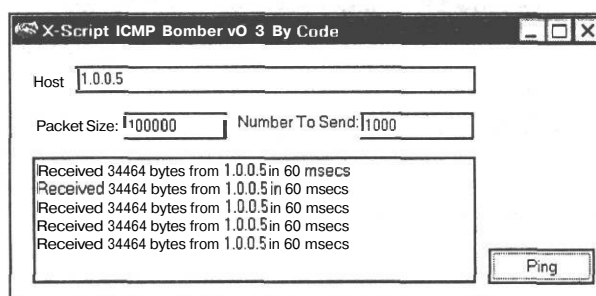 X-Script ICMP Bomber v0 3 By Code
Host 1.0.0.5
Packet Size: 100000 Number To Send: 1000
Received 34464 bytes from 1.0.0.5 in 60 msecs
Received 34464 bytes from 1.0.0.5 in 60 msecs
Received 34464 bytes from 1.0.0.5 in 60 msecs
Received 34464 bytes from 1.0.0.5 in 60 msecs
Received 34464 bytes from 1.0.0.5 in 60 msecs
Ping